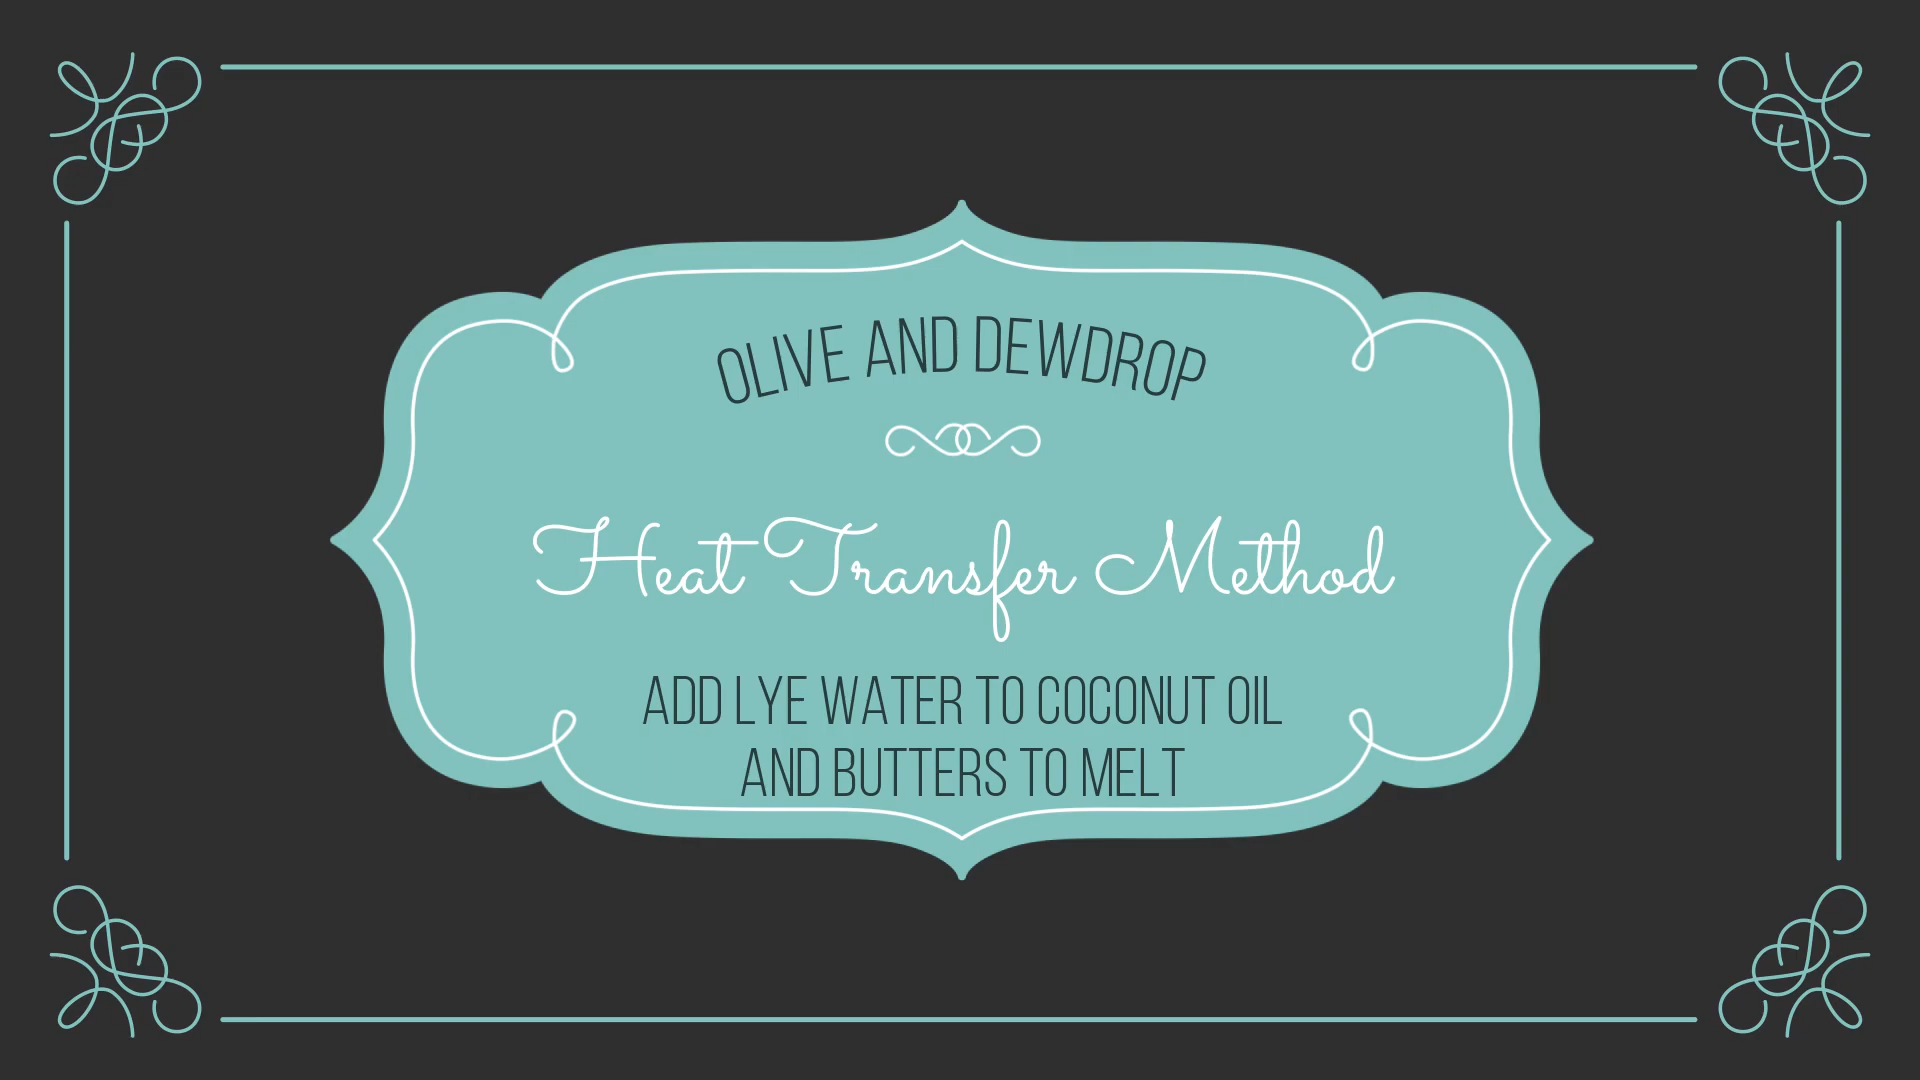 OLIVE AND DEWDROP
Heat Transfer Method
ADD LYE WATER TO COCONUT OIL
AND BUTTERS TO MELT